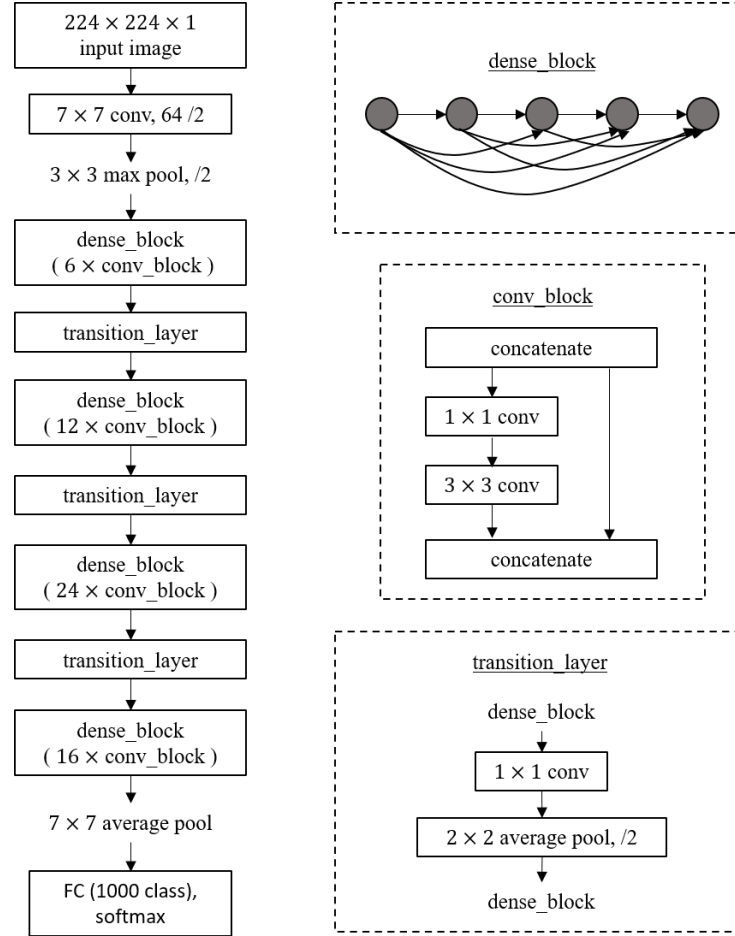 224 × 224 × 1
input image
7 × 7 conv, 64 /2
3 × 3 max pool, /2
dense_block
( 6 × conv_block )
transition_layer
dense_block
( 12 × conv_block )
transition_layer
dense_block
( 24 × conv_block )
transition_layer
dense_block
( 16 × conv_block )
7 × 7 average pool
FC (1000 class),
softmax
dense_block
conv_block
concatenate
1 × 1 conv
3 × 3 conv
concatenate
transition_layer
dense_block
1 × 1 conv
2 × 2 average pool, /2
dense_block